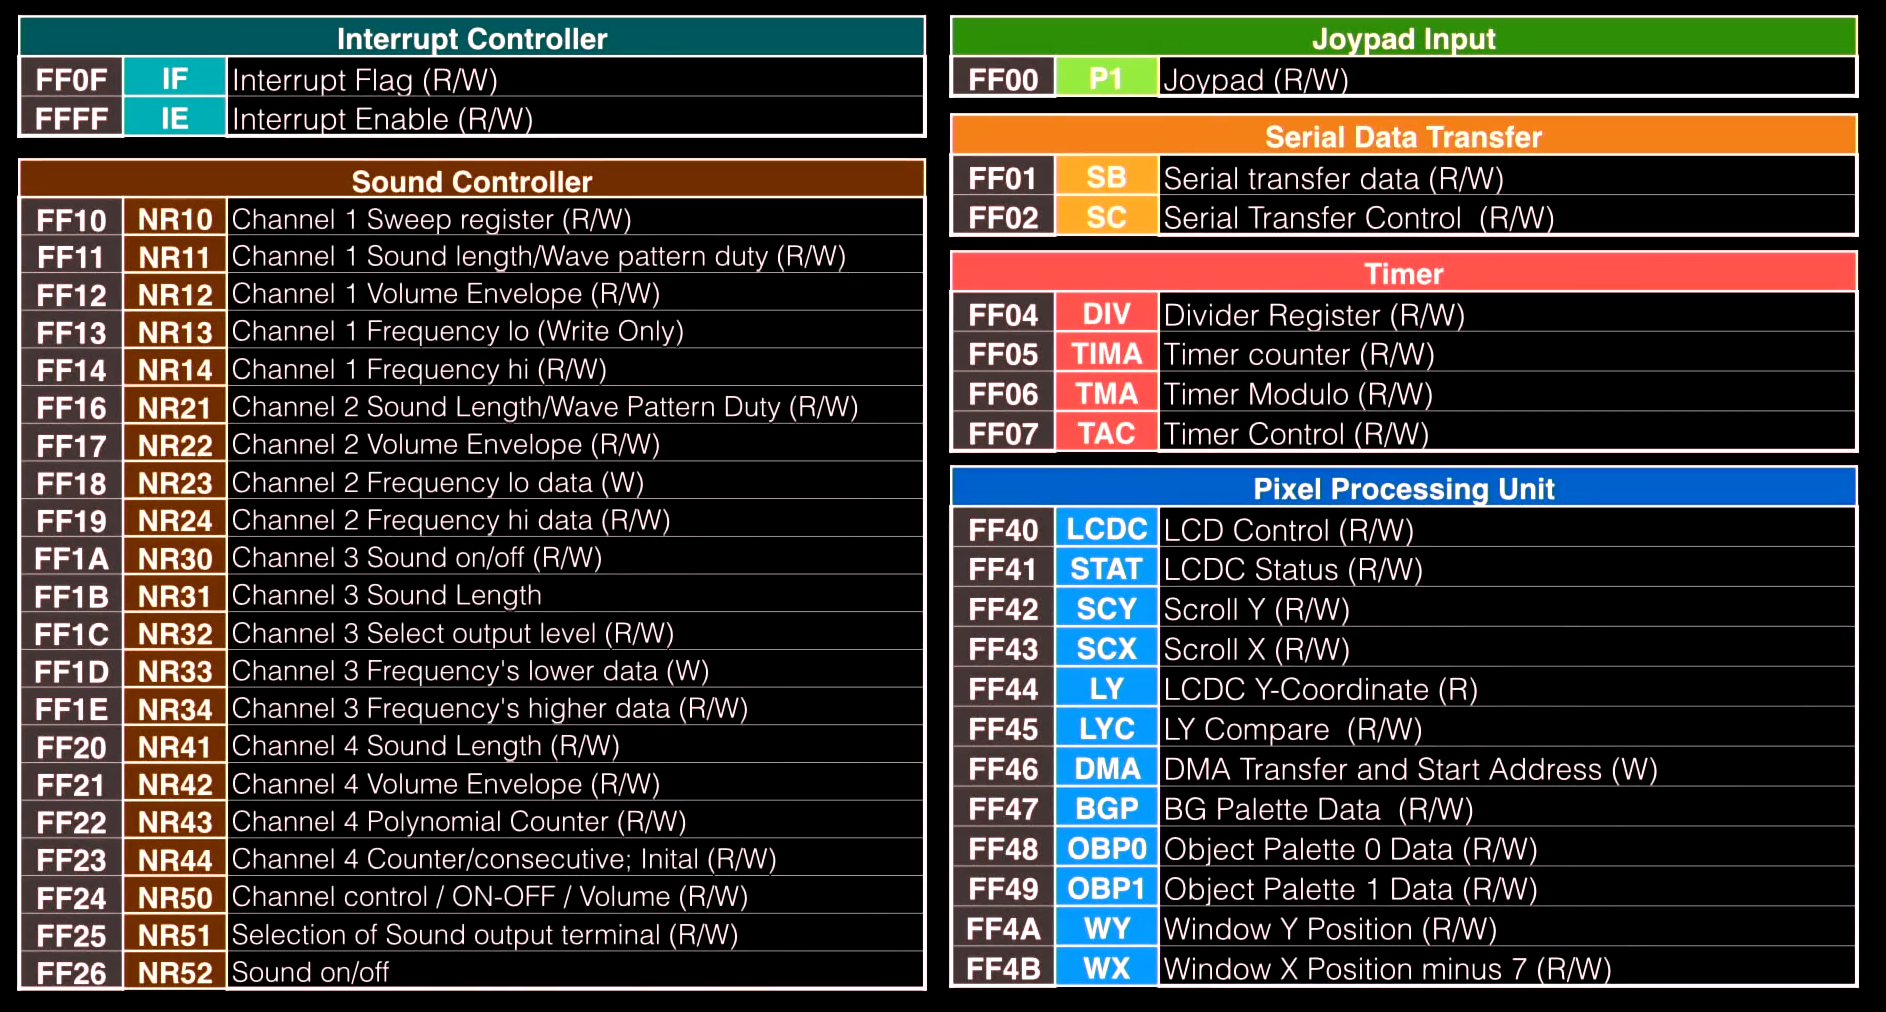 Interrupt Controller
FF0F IF Interrupt Flag (R/W)
FFFF IE Interrupt Enable (R/W)
Sound Controller
FF10 NR10 Channel 1 Sweep register (R/W)
FF11 NR11 Channel 1 Sound length/Wave pattern duty (R/W)
FF12 NR12 Channel 1 Volume Envelope (R/W)
FF13 NR13 Channel 1 Frequency lo (Write Only)
FF14 NR14 Channel 1 Frequency hi (R/W)
FF16 NR21 Channel 2 Sound Length/Wave Pattern Duty (R/W)
FF17 NR22 Channel 2 Volume Envelope (R/W)
FF18 NR23 Channel 2 Frequency lo data (W)
FF19 NR24 Channel 2 Frequency hi data (R/W)
FF1A NR30 Channel 3 Sound on/off (R/W)
FF1B NR31 Channel 3 Sound Length
FF1C NR32 Channel 3 Select output level (R/W)
FF1D NR33 Channel 3 Frequency's lower data (W)
FF1E NR34 Channel 3 Frequency's higher data (R/W)
FF20 NR41 Channel 4 Sound Length (R/W)
FF21 NR42 Channel 4 Volume Envelope (R/W)
FF22 NR43 Channel 4 Polynomial Counter (R/W)
FF23 NR44 Channel 4 Counter/consecutive; Inital (R/W)
FF24 NR50 Channel control / ON-OFF / Volume (R/W)
FF25 NR51 Selection of Sound output terminal (R/W)
FF26 NR52 Sound on/off
Joypad Input
FF00 P1 Joypad (R/W)
Serial Data Transfer
FF01 SB Serial transfer data (R/W)
FF02 SC Serial Transfer Control (R/W)
Timer
FF04 DIV Divider Register (R/W)
FF05 TIMA Timer counter (R/W)
FF06 TMA Timer Modulo (R/W)
FF07 TAC Timer Control (R/W)
Pixel Processing Unit
FF40 LCDC LCD Control (R/W)
FF41 STAT LCDC Status (R/W)
FF42 SCY Scroll Y (R/W)
FF43 SCX Scroll X (R/W)
FF44 LY LCDC Y-Coordinate (R)
FF45 LYC LY Compare (R/W)
FF46 DMA DMA Transfer and Start Address (W)
FF47 BGP BG Palette Data (R/W)
FF48 OBP0 Object Palette 0 Data (R/W)
FF49 OBP1 Object Palette 1 Data (R/W)
FF4A WY Window Y Position (R/W)
FF4B WX Window X Position minus 7 (R/W)